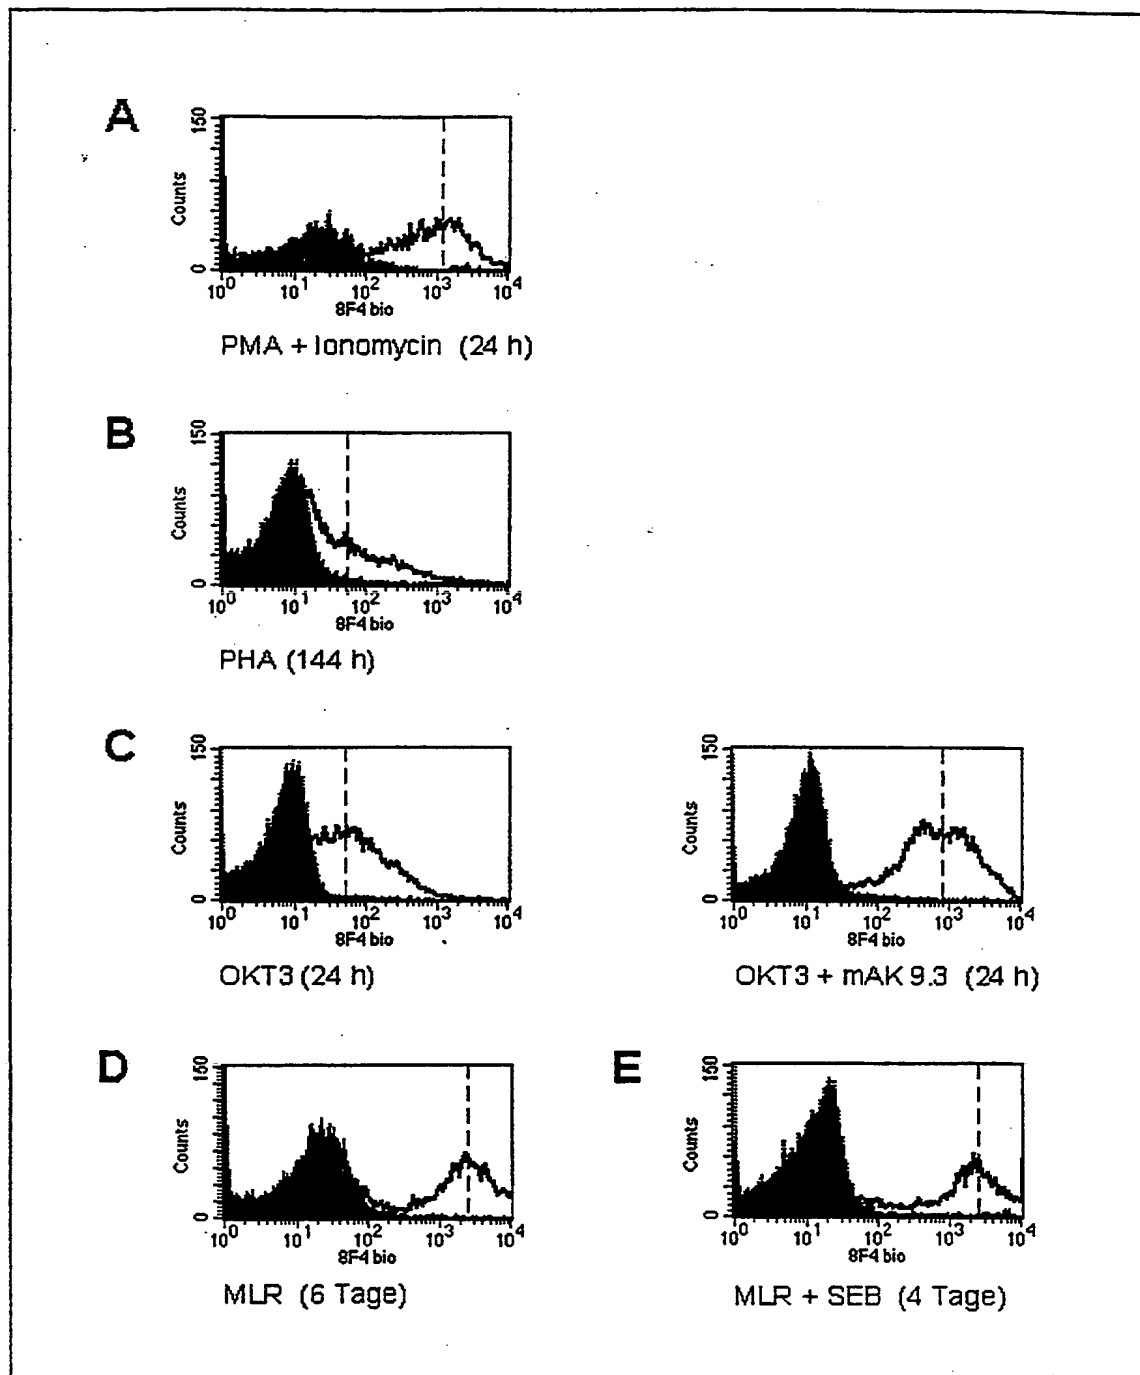 A
150
Counts
0
10^0 10^1 10^2 10^3 10^4
8F4 bio
PMA + Ionomycin (24 h)
B
150
Counts
0
10^0 10^1 10^2 10^3 10^4
8F4 bio
PHA (144 h)
C
150
Counts
0
10^0 10^1 10^2 10^3 10^4
8F4 bio
OKT3 (24 h)
150
Counts
0
10^0 10^1 10^2 10^3 10^4
8F4 bio
OKT3 + mAK 9.3 (24 h)
D
150
Counts
0
10^0 10^1 10^2 10^3 10^4
8F4 bio
MLR (6 Tage)
E
150
Counts
0
10^0 10^1 10^2 10^3 10^4
8F4 bio
MLR + SEB (4 Tage)